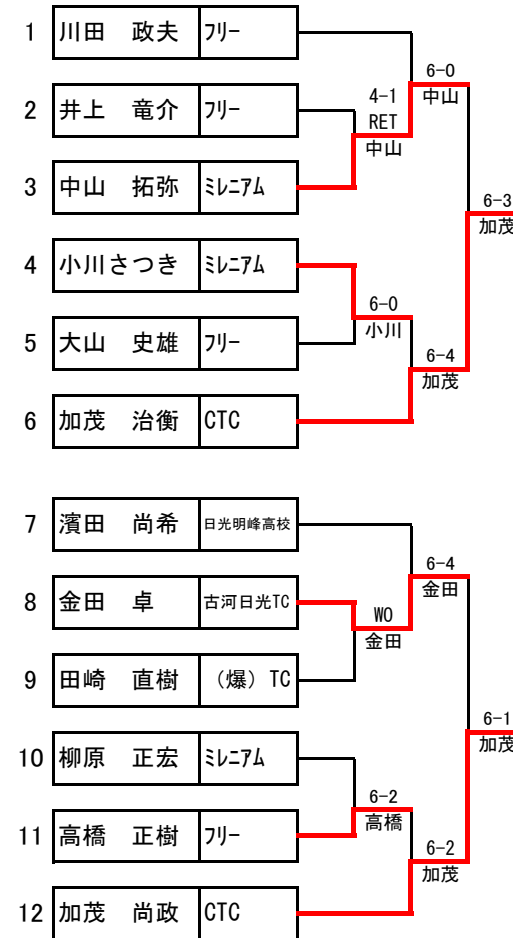 1 川田 政夫 ﾌﾘｰ
6-0
中山
2 井上 竜介 ﾌﾘｰ
4-1
RET
中山
3 中山 拓弥 ﾐﾚﾆｱﾑ
6-3
加茂
4 小川さつき ﾐﾚﾆｱﾑ
6-0
小川
5 大山 史雄 ﾌﾘｰ
6-4
加茂
6 加茂 治衡 CTC
7 濱田 尚希 日光明峰高校
6-4
金田
8 金田 卓 古河日光TC
WO
金田
9 田崎 直樹 （爆）TC
6-1
加茂
10 柳原 正宏 ﾐﾚﾆｱﾑ
6-2
高橋
11 高橋 正樹 ﾌﾘｰ
6-2
加茂
12 加茂 尚政 CTC